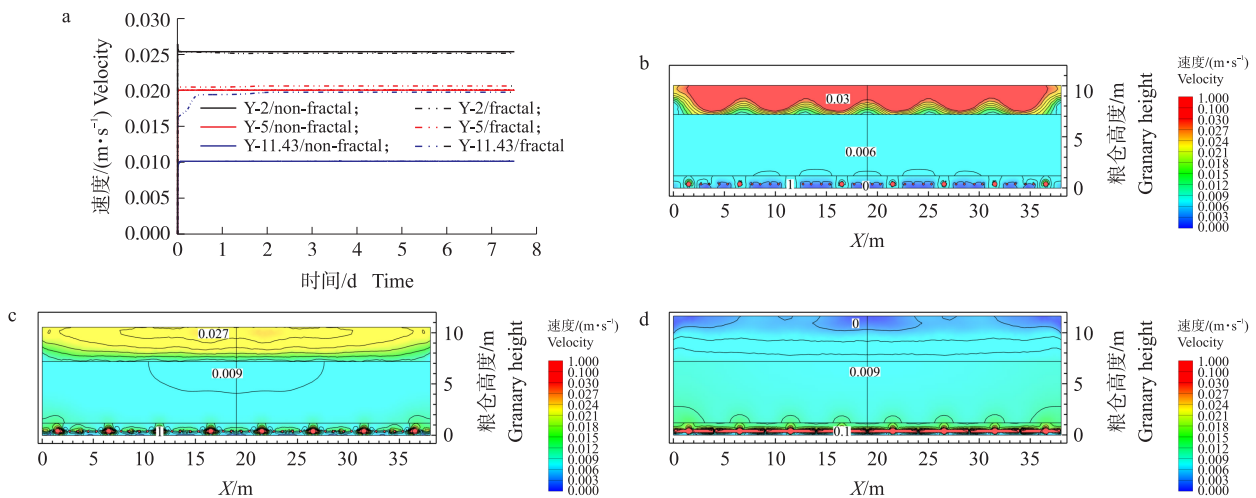 a
0.030
0.025
0.020
0.015
0.010
0.005
0.000
速度/(m·s⁻¹) Velocity
Y-2/non-fractal; Y-2/fractal;
Y-5/non-fractal; Y-5/fractal;
Y-11.43/non-fractal; Y-11.43/fractal
0 1 2 3 4 5 6 7 8
时间/d Time
b
0.03
0.006
1 0
10
5
0
粮仓高度/m
Granary height
0 5 10 15 20 25 30 35
X/m
速度/(m·s⁻¹)
Velocity
1.000
0.100
0.030
0.027
0.024
0.021
0.018
0.015
0.012
0.009
0.006
0.003
0.000
c
0.027
0.009
1
10
5
0
粮仓高度/m
Granary height
0 5 10 15 20 25 30 35
X/m
速度/(m·s⁻¹)
Velocity
1.000
0.100
0.030
0.027
0.024
0.021
0.018
0.015
0.012
0.009
0.006
0.003
0.000
d
0
0.009
0.1
10
5
0
粮仓高度/m
Granary height
0 5 10 15 20 25 30 35
X/m
速度/(m·s⁻¹)
Velocity
1.000
0.100
0.030
0.027
0.024
0.021
0.018
0.015
0.012
0.009
0.006
0.003
0.000